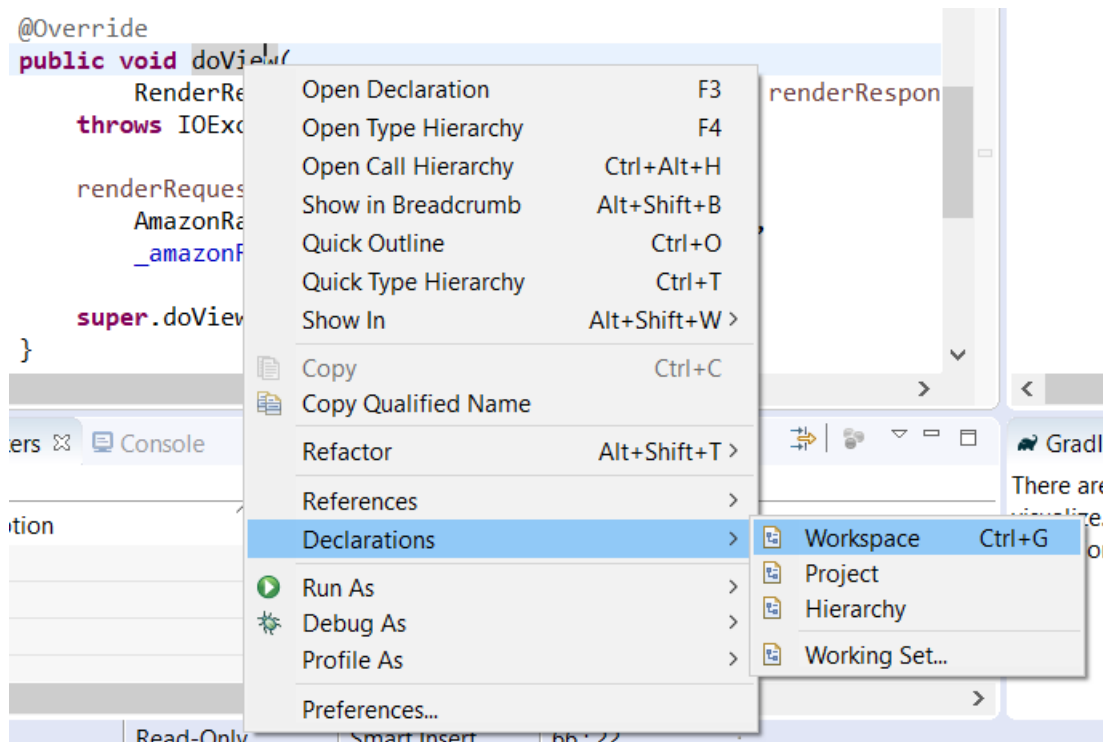 @Override
public void doView(
RenderRe
renderRespon
throws IOExc
renderReques
AmazonRa
,
_amazonF
super.doView
}
Open Declaration F3
Open Type Hierarchy F4
Open Call Hierarchy Ctrl+Alt+H
Show in Breadcrumb Alt+Shift+B
Quick Outline Ctrl+O
Quick Type Hierarchy Ctrl+T
Show In Alt+Shift+W >
Copy Ctrl+C
Copy Qualified Name
Refactor Alt+Shift+T >
References >
Declarations >
Run As >
Debug As >
Profile As >
Preferences...
Workspace Ctrl+G
Project
Hierarchy
Working Set...
ers Console
tion
Gradl
There are
Read-Only Smart Insert 66 : 22